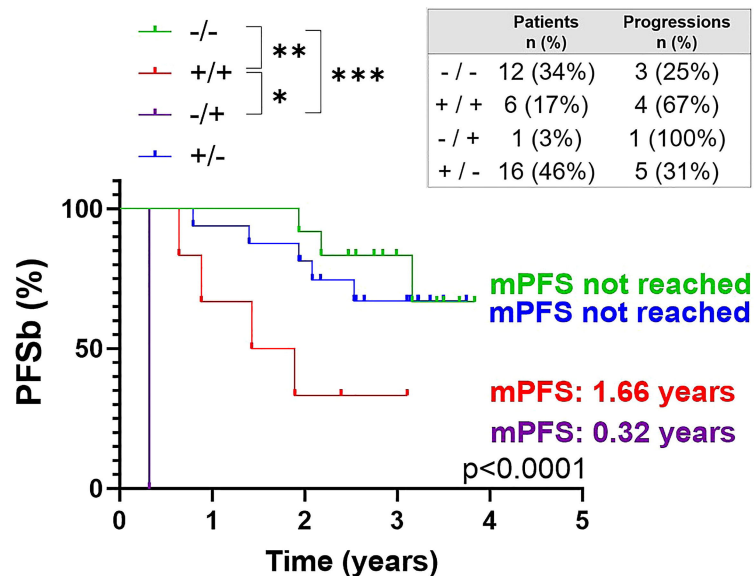 -/-
+/+
-/+
+/-
**
*
***
Patients Progressions
n (%) n (%)
- / - 12 (34%) 3 (25%)
+ / + 6 (17%) 4 (67%)
- / + 1 (3%) 1 (100%)
+ / - 16 (46%) 5 (31%)
PFSb (%)
100
50
0
mPFS not reached
mPFS not reached
mPFS: 1.66 years
mPFS: 0.32 years
p<0.0001
0 1 2 3 4 5
Time (years)